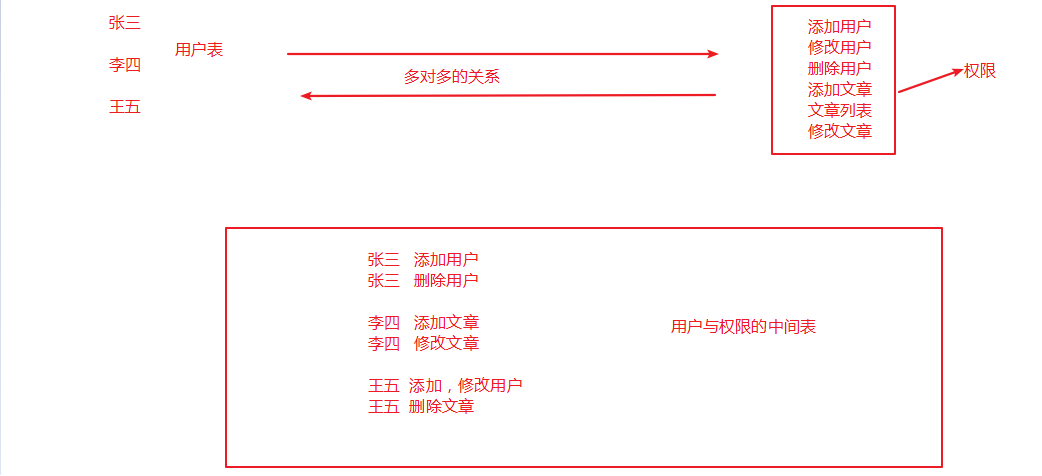 张三
用户表
李四
王五
多对多的关系
添加用户
修改用户
删除用户
添加文章
文章列表
修改文章
权限
张三 添加用户
张三 删除用户
李四 添加文章
李四 修改文章
王五 添加，修改用户
王五 删除文章
用户与权限的中间表